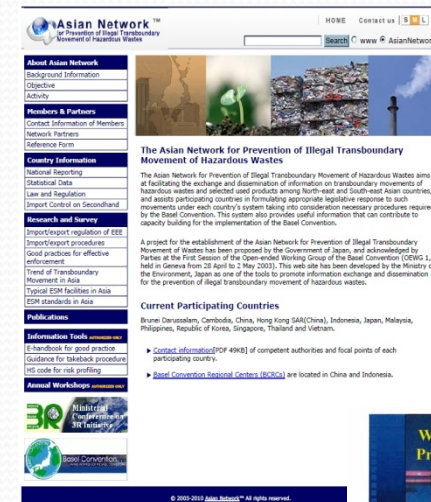 Asian Network ™
for Prevention of Illegal Transboundary
Movement of Hazardous Wastes
HOME Contact us S M L
Search www AsianNetwor
About Asian Network
Background Information
Objective
Activity
Members & Partners
Contact Information of Members
Network Partners
Reference Form
Country Information
National Reporting
Statistical Data
Law and Regulation
Import Control on Secondhand
Research and Survey
Import/export regulation of EEE
Import/export procedures
Good practices for effective
enforcement
Trend of Transboundary
Movement in Asia
Typical ESM facilities in Asia
ESM standards in Asia
Publications
Information Tools AUTHORIZED ONLY
E-handbook for good practice
Guidance for takeback procedure
HS code for risk profiling
Annual Workshops AUTHORIZED ONLY
3R Ministerial
Conference on
3R Initiative
Basel Convention
The Asian Network for Prevention of Illegal Transboundary
Movement of Hazardous Wastes
The Asian Network for Prevention of Illegal Transboundary Movement of Hazardous Wastes aims
at facilitating the exchange and dissemination of information on transboundary movements of
hazardous wastes and selected used products among North-east and South-east Asian countries,
and assists participating countries in formulating appropriate legislative response to such
movements under each country's system taking into consideration necessary procedures required
by the Basel Convention. This system also provides useful information that can contribute to
capacity building for the implementation of the Basel Convention.
A project for the establishment of the Asian Network for Prevention of Illegal Transboundary
Movement of Wastes has been proposed by the Government of Japan, and acknowledged by
Parties at the First Session of the Open-ended Working Group of the Basel Convention (OEWG 1,
held in Geneva from 28 April to 2 May 2003). This web site has been developed by the Ministry o
the Environment, Japan as one of the tools to promote information exchange and dissemination
for the prevention of illegal transboundary movement of hazardous wastes.
Current Participating Countries
Brunei Darussalam, Cambodia, China, Hong Kong SAR(China), Indonesia, Japan, Malaysia,
Philippines, Republic of Korea, Singapore, Thailand and Vietnam.
Contact information[PDF 49KB] of competent authorities and focal points of each
participating country.
Basel Convention Regional Centers (BCRCs) are located in China and Indonesia.
© 2003-2010 Asian Network™ All rights reserved.
W
Pr